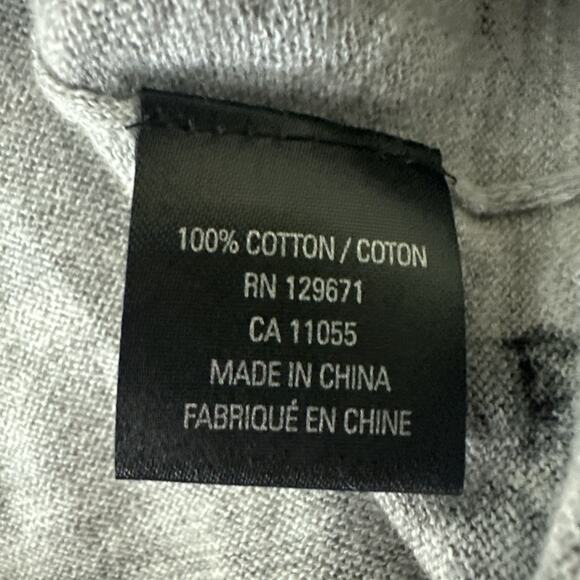 100% COTTON / COTON
RN 129671
CA 11055
MADE IN CHINA
FABRIQUÉ EN CHINE